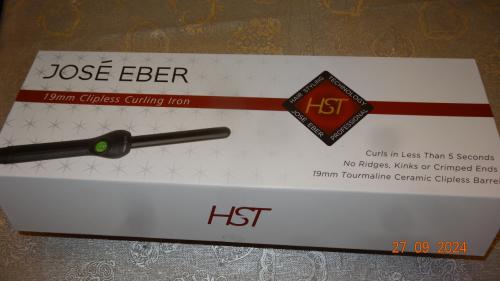 JOSÉ EBER
19mm Clipless Curling Iron
HAIR STYLING TECHNOLOGY
HST
JOSÉ EBER PROFESSIONAL
Curls in Less Than 5 Seconds
No Ridges, Kinks or Crimped Ends
19mm Tourmaline Ceramic Clipless Barrel
HST
27 09 2024